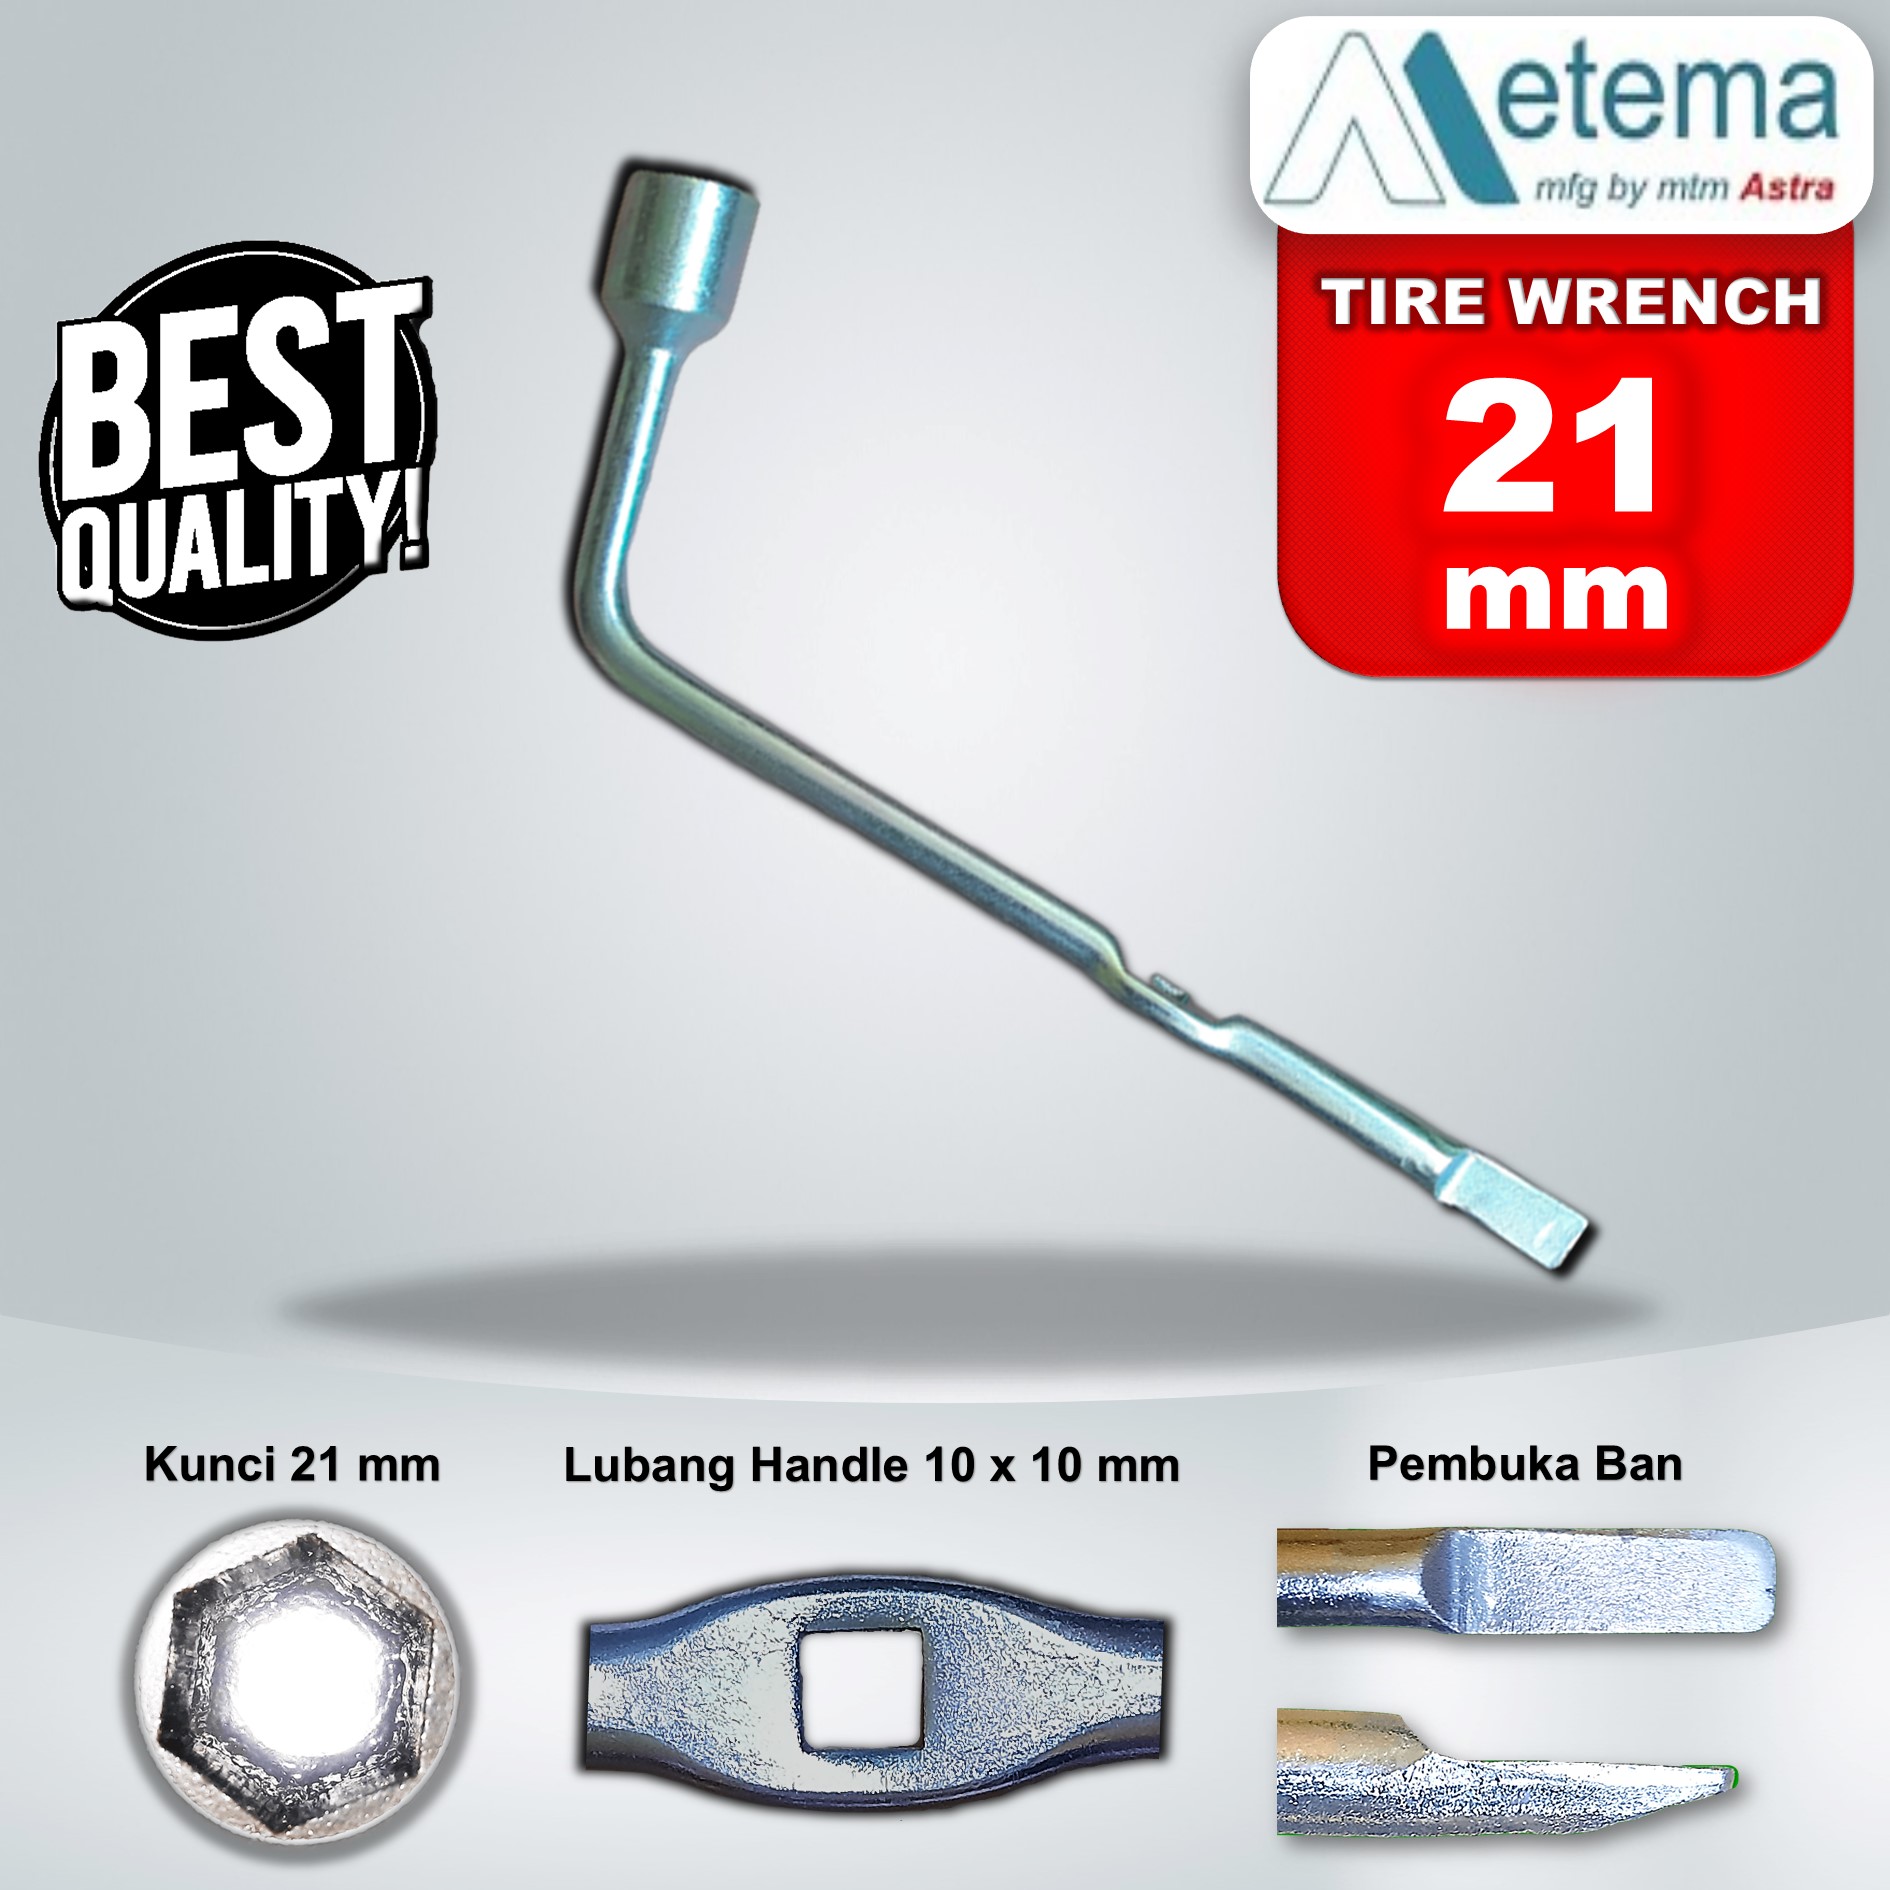 Metema
mfg by mtm Astra
TIRE WRENCH
21
mm
BEST
QUALITY!
Kunci 21 mm
Lubang Handle 10 x 10 mm
Pembuka Ban